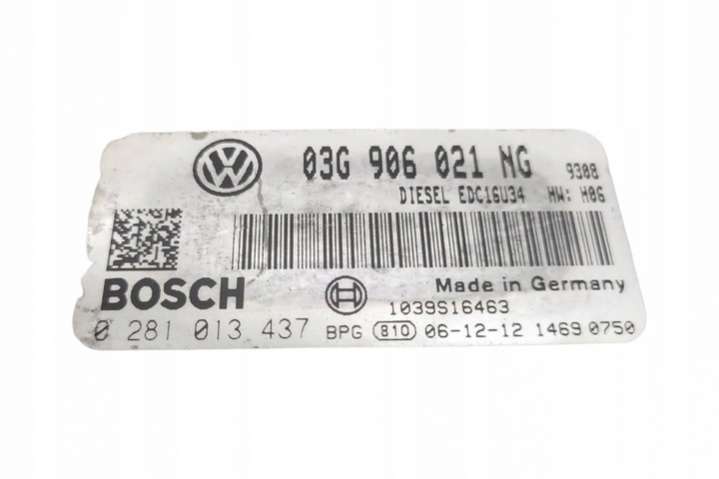 VW 03G 906 021 NG 9308
DIESEL EDC16U34 HW: H06
BOSCH Made in Germany
1039S16463
0 281 013 437 BPG 810 06-12-12 1469 0750